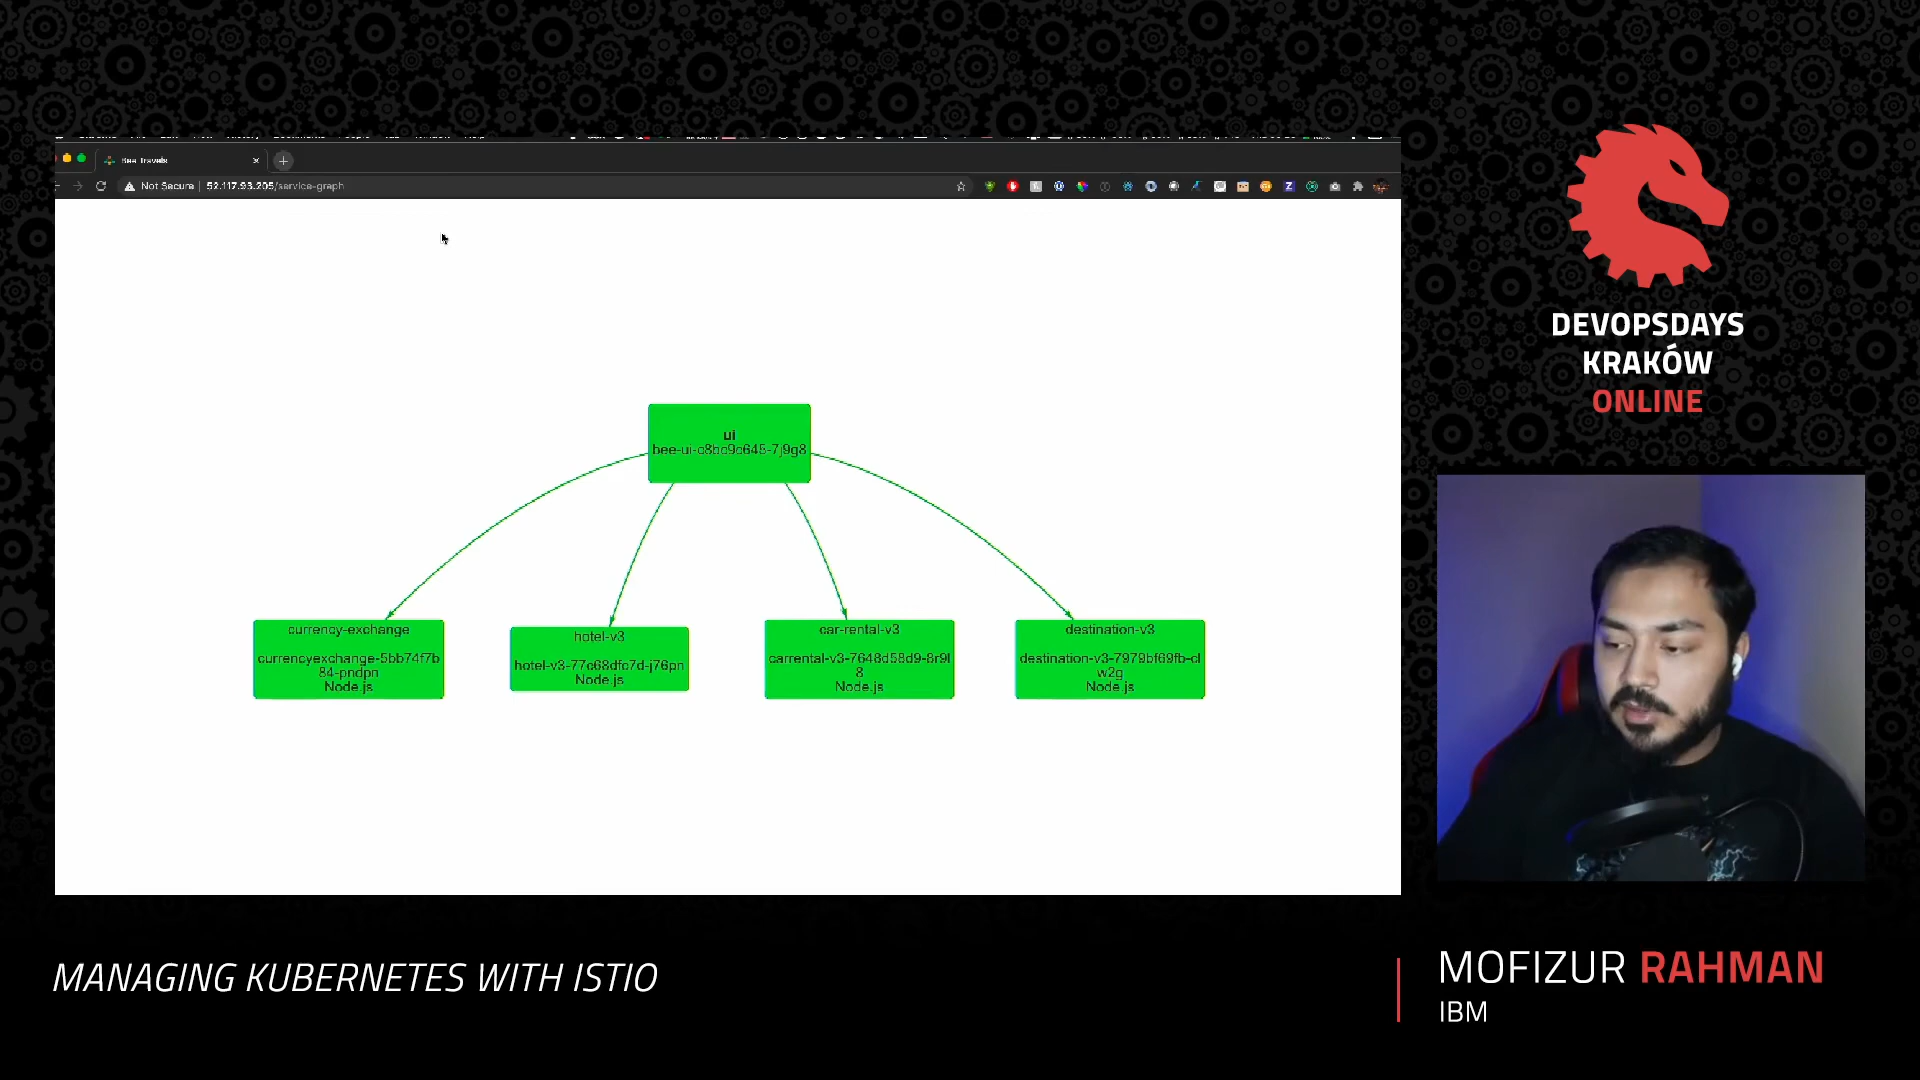 Bee Travels
Not Secure
52.117.93.205/service-graph
ui
bee-ui-c8bc9c645-7j9g8
currency-exchange
currencyexchange-5bb74f7b
84-pndpn
Node.js
hotel-v3
hotel-v3-77c68dfc7d-j76pn
Node.js
car-rental-v3
carrental-v3-7648d58d9-8r9l
8
Node.js
destination-v3
destination-v3-7979bf69fb-cl
w2g
Node.js
DEVOPSDAYS
KRAKÓW
ONLINE
MANAGING KUBERNETES WITH ISTIO
MOFIZUR RAHMAN
IBM